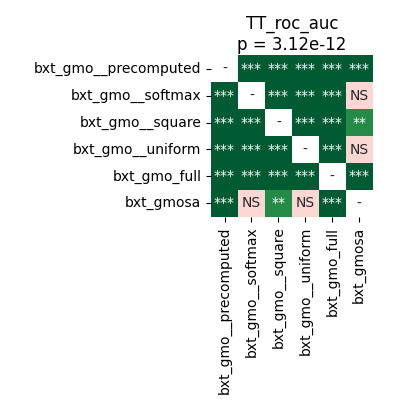 TT_roc_auc
p = 3.12e-12
bxt_gmo__precomputed - *** *** *** *** ***
bxt_gmo__softmax *** - *** *** *** NS
bxt_gmo__square *** *** - *** *** **
bxt_gmo__uniform *** *** *** - *** NS
bxt_gmo_full *** *** *** *** - ***
bxt_gmosa *** NS ** NS *** -
bxt_gmo__precomputed
bxt_gmo__softmax
bxt_gmo__square
bxt_gmo__uniform
bxt_gmo_full
bxt_gmosa